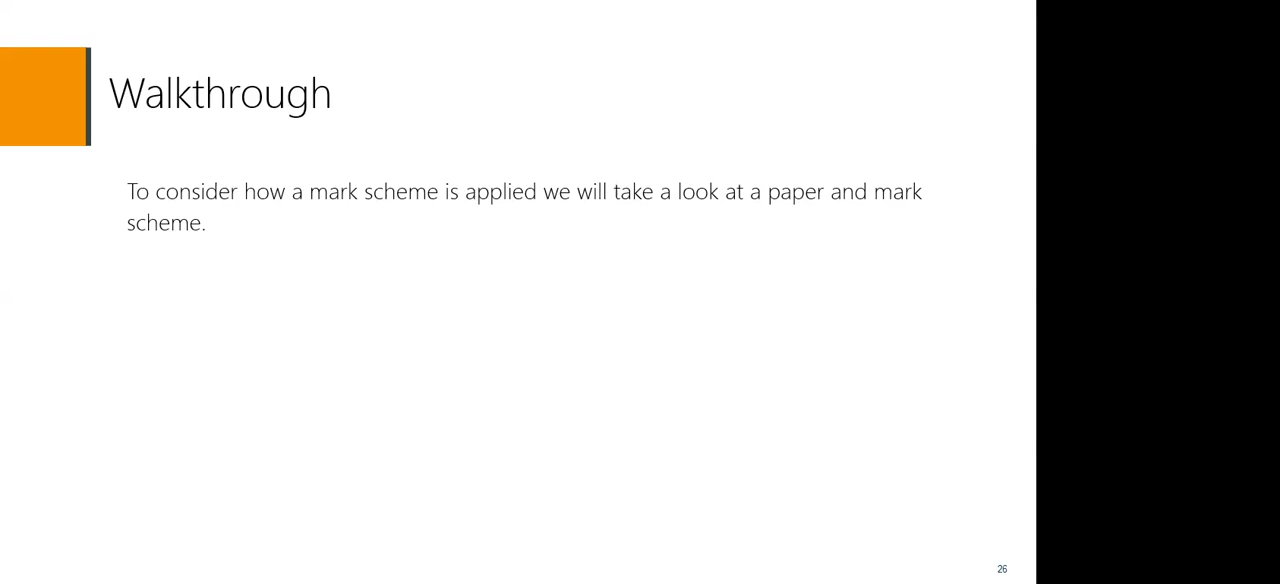 Walkthrough
To consider how a mark scheme is applied we will take a look at a paper and mark
scheme.
26